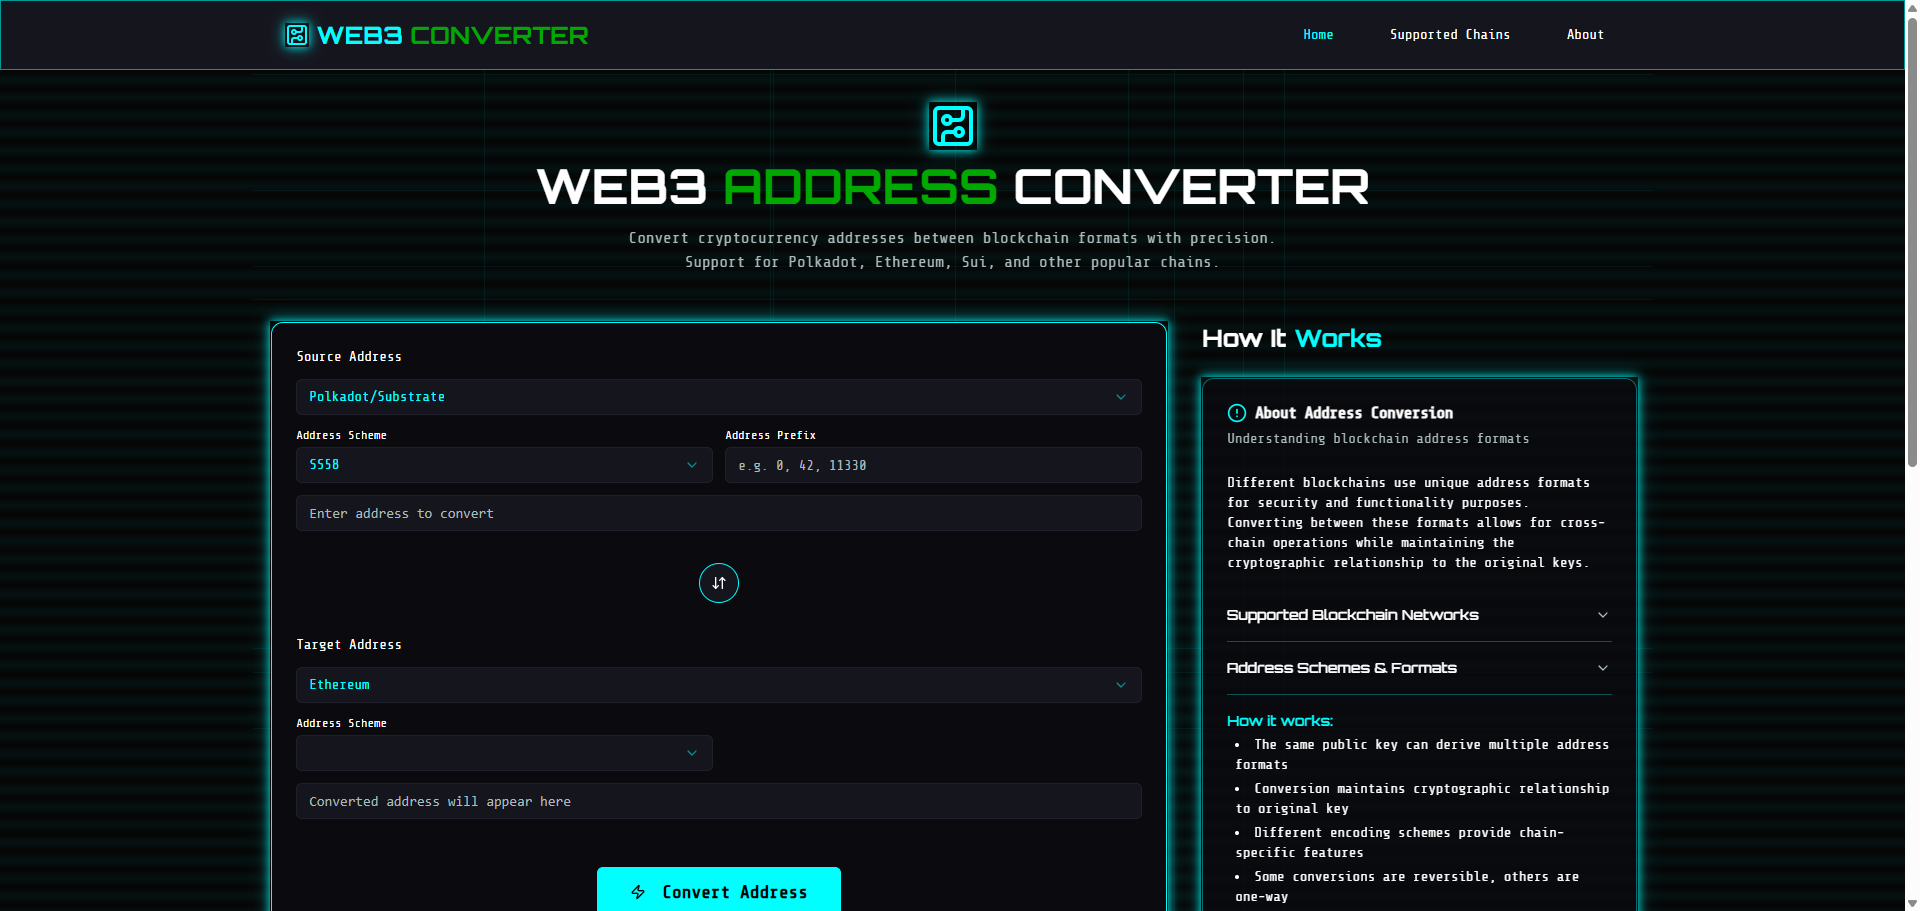 WEB3 CONVERTER
Home
Supported Chains
About
WEB3 ADDRESS CONVERTER
Convert cryptocurrency addresses between blockchain formats with precision.
Support for Polkadot, Ethereum, Sui, and other popular chains.
Source Address
Polkadot/Substrate
Address Scheme
Address Prefix
SS58
e.g. 0, 42, 11330
Enter address to convert
Target Address
Ethereum
Address Scheme
Converted address will appear here
Convert Address
How It Works
About Address Conversion
Understanding blockchain address formats
Different blockchains use unique address formats
for security and functionality purposes.
Converting between these formats allows for cross-
chain operations while maintaining the
cryptographic relationship to the original keys.
Supported Blockchain Networks
Address Schemes & Formats
How it works:
• The same public key can derive multiple address
formats
• Conversion maintains cryptographic relationship
to original key
• Different encoding schemes provide chain-
specific features
• Some conversions are reversible, others are
one-way